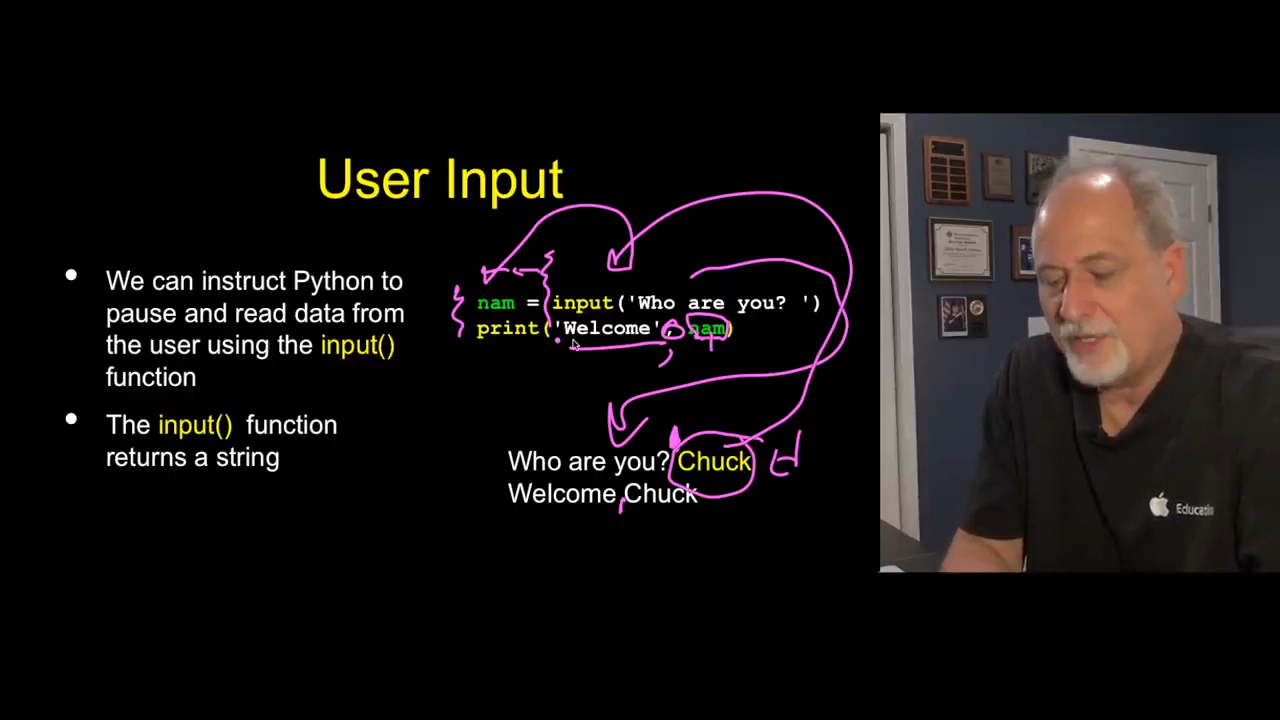 User Input
We can instruct Python to
pause and read data from
the user using the input()
function
The input() function
returns a string
nam = input('Who are you? ')
print('Welcome', nam)
Who are you? Chuck
Welcome Chuck
Education